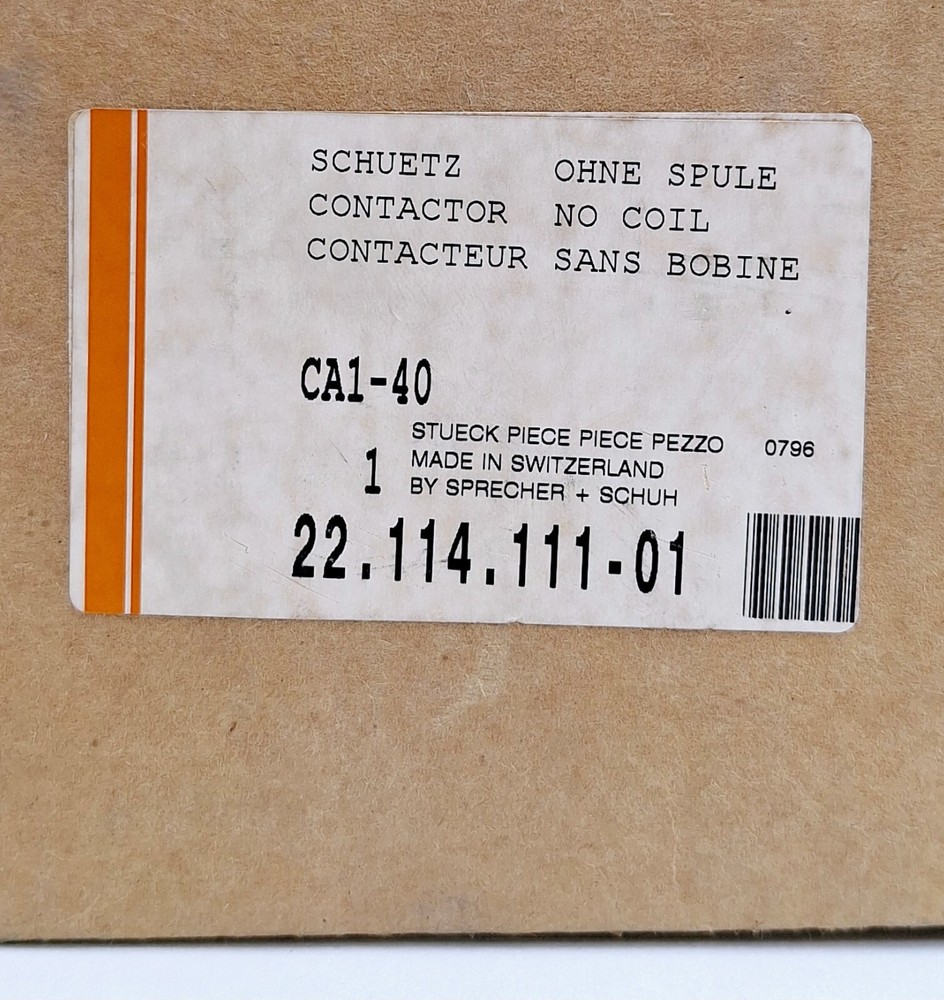 SCHUETZ OHNE SPULE
CONTACTOR NO COIL
CONTACTEUR SANS BOBINE
CA1-40
STUECK PIECE PIECE PEZZO 0796
1 MADE IN SWITZERLAND
BY SPRECHER + SCHUH
22.114.111-01